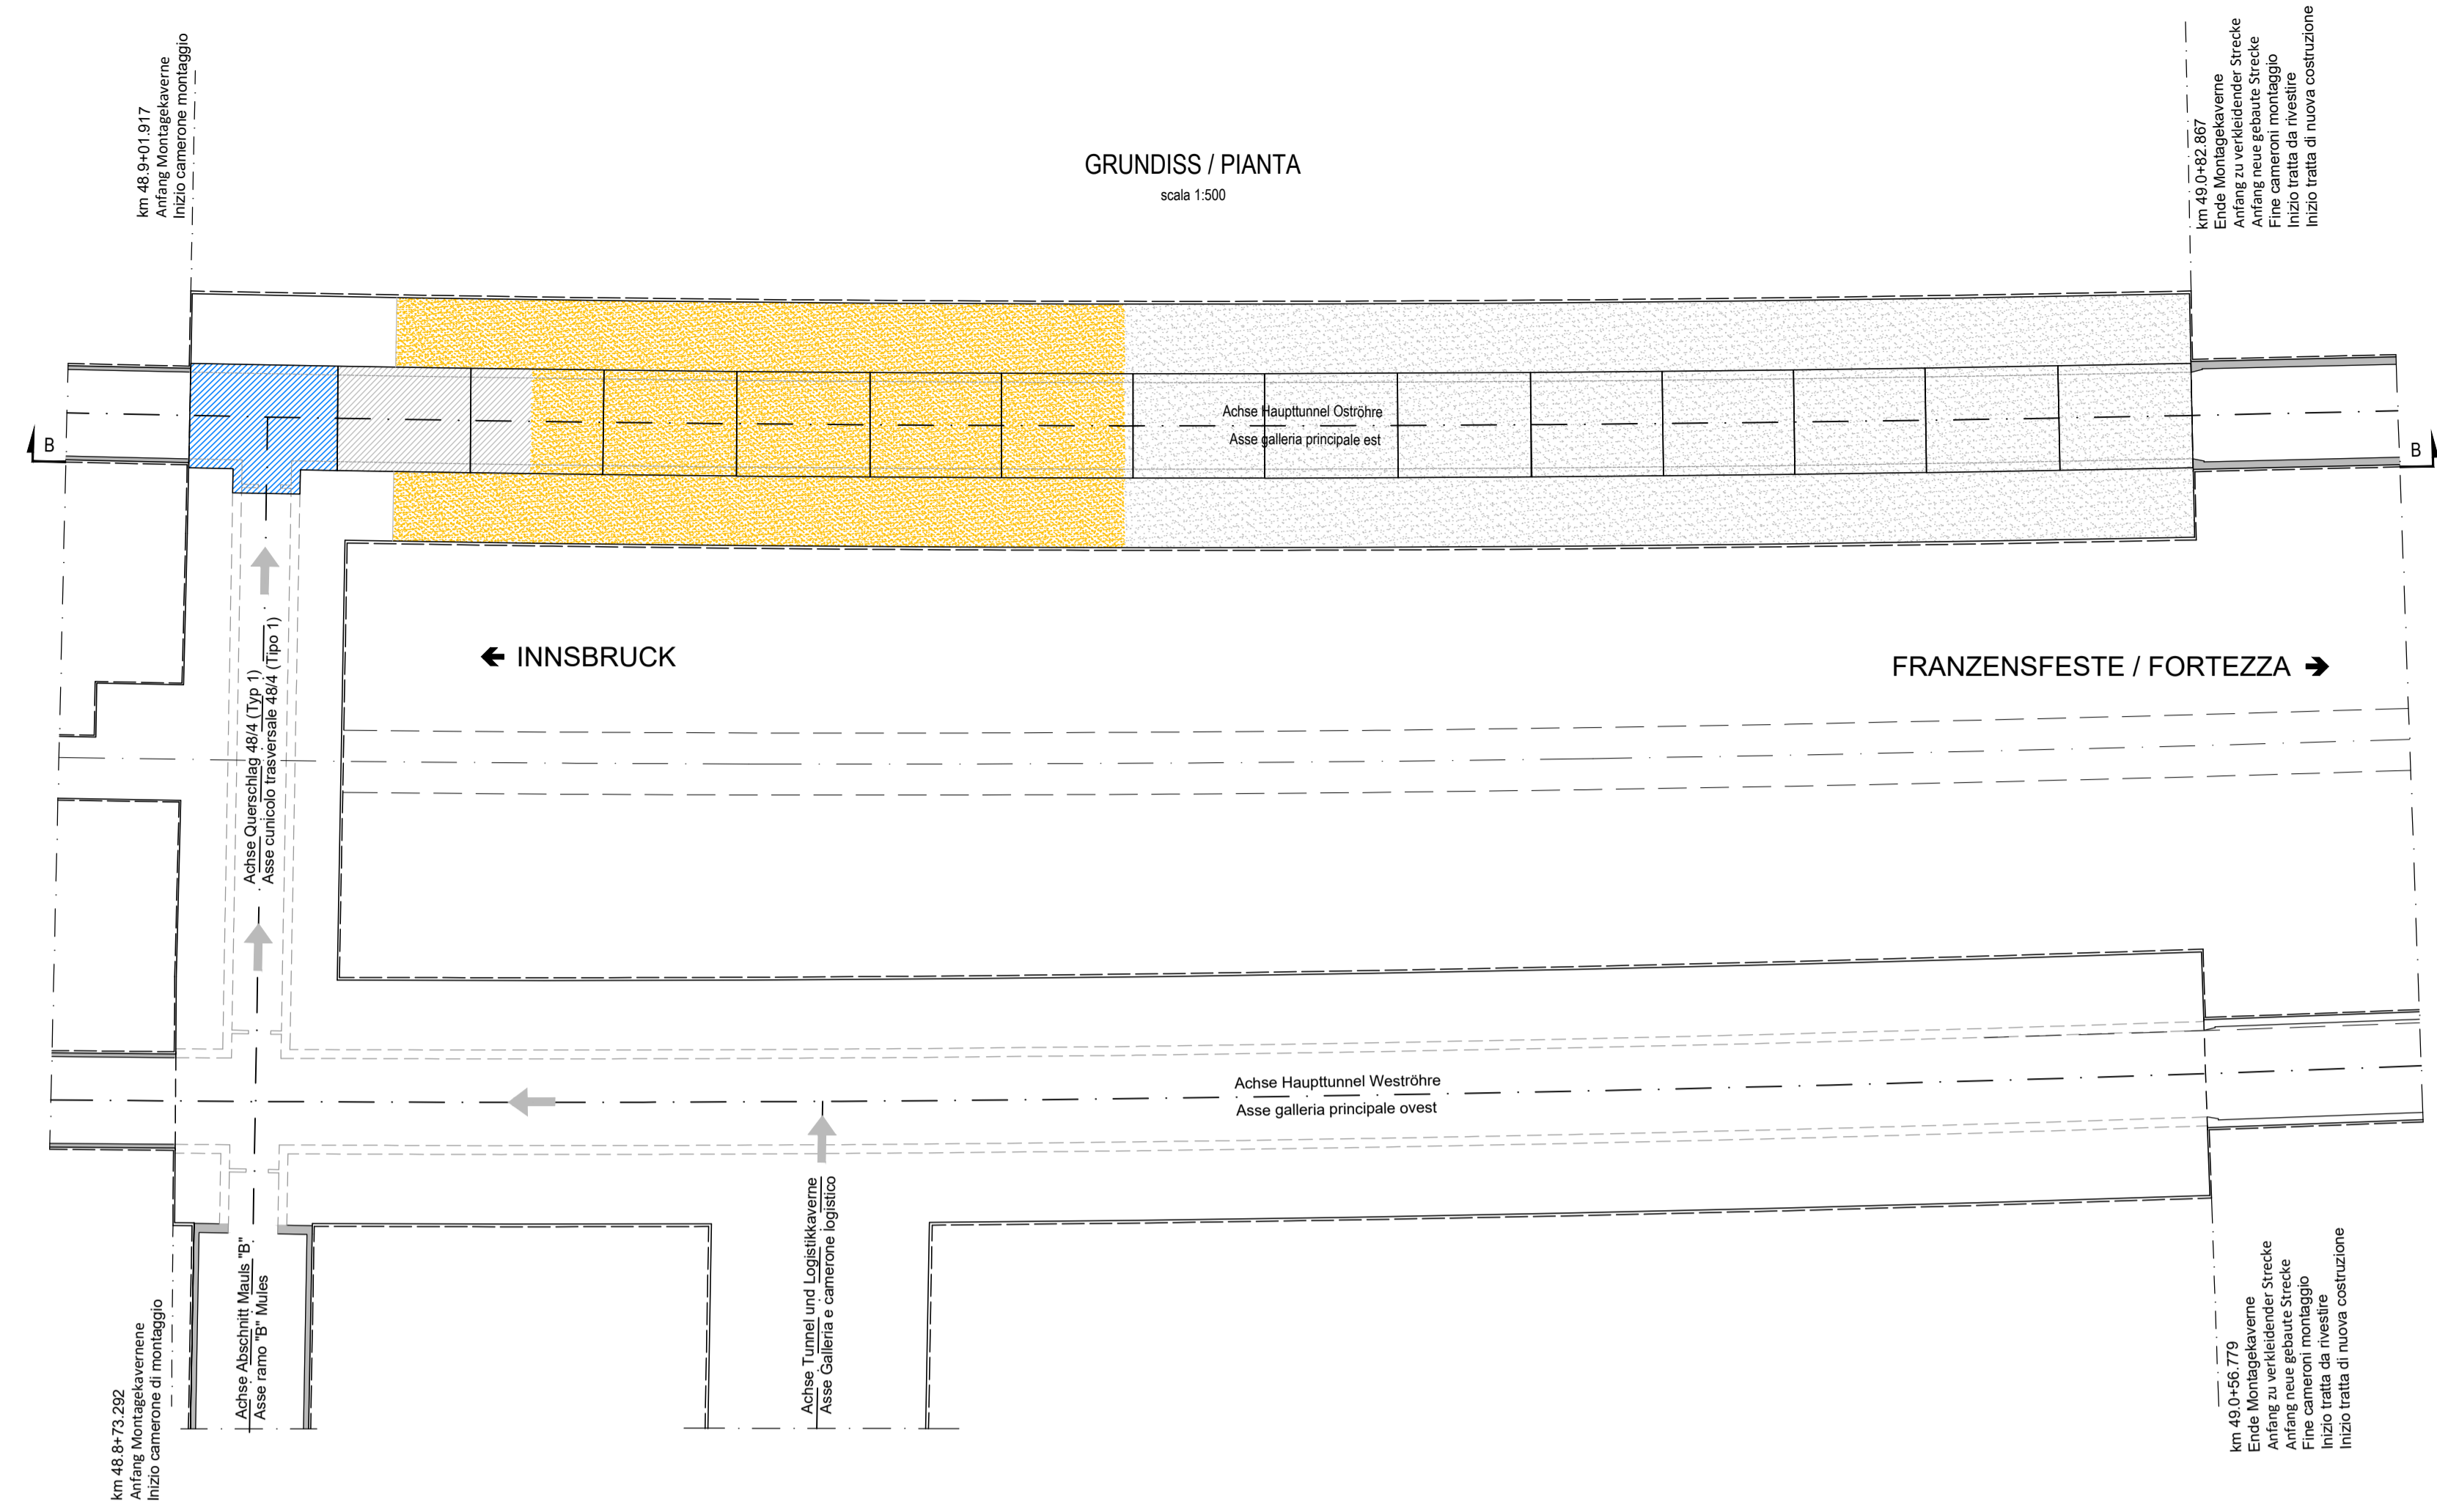 km 48.9+01.917
Anfang Montagekaverne
Inizio camerone montaggio
GRUNDISS / PIANTA
scala 1:500
km 49.0+82.867
Ende Montagekaverne
Anfang zu verkleidender Strecke
Anfang neue gebaute Strecke
Fine cameroni montaggio
Inizio tratta da rivestire
Inizio tratta di nuova costruzione
B
Achse Haupttunnel Oströhre
Asse galleria principale est
B
INNSBRUCK
FRANZENSFESTE / FORTEZZA
Achse Querschlag 48/4 (Typ 1)
Asse cunicolo trasversale 48/4 (Tipo 1)
Achse Haupttunnel Weströhre
Asse galleria principale ovest
km 48.8+73.292
Anfang Montagekavernene
Inizio camerone di montaggio
Achse Abschnitt Mauls "B"
Asse ramo "B" Mules
Achse Tunnel und Logistikkaverne
Asse Galleria e camerone logistico
km 49.0+56.779
Ende Montagekaverne
Anfang zu verkleidender Strecke
Anfang neue gebaute Strecke
Fine cameroni montaggio
Inizio tratta da rivestire
Inizio tratta di nuova costruzione